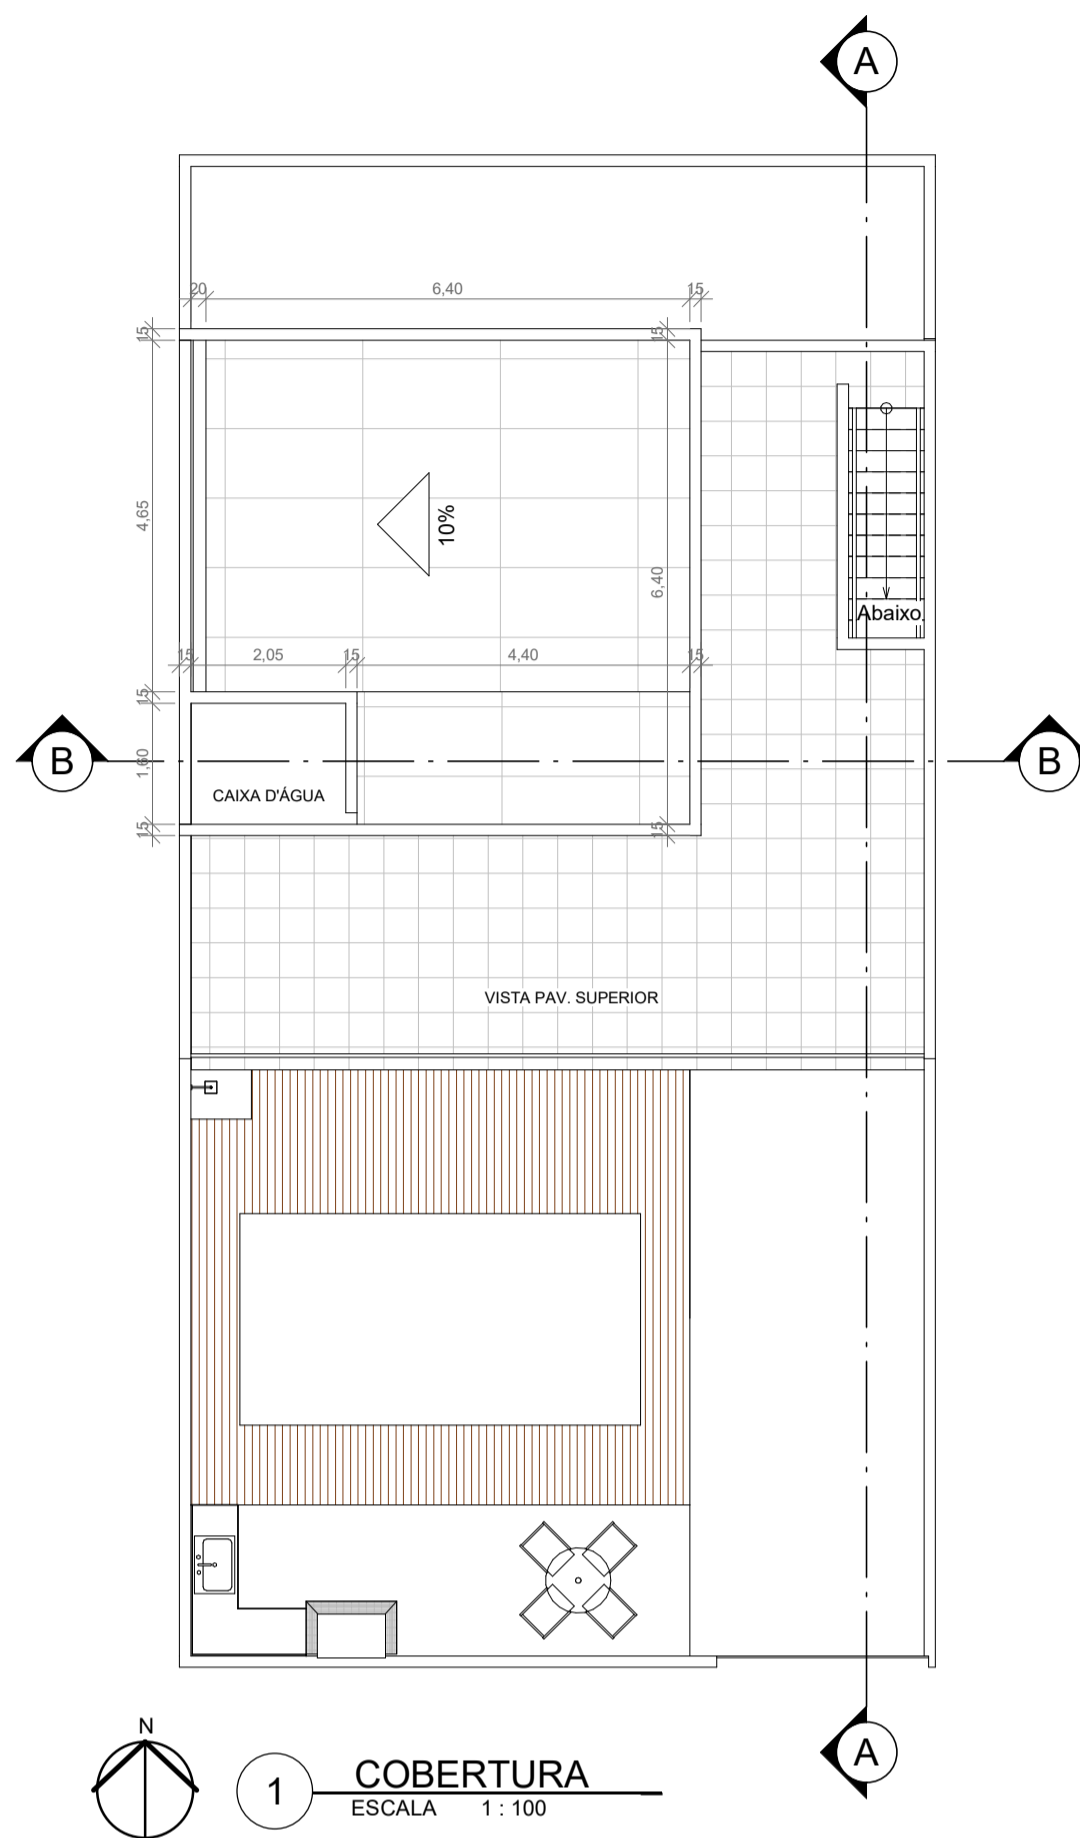 A
20 6,40 15
15 15
4,65
10%
6,40
Abaixo
15 2,05 15 4,40 15
15
B 1,60 B
CAIXA D'ÁGUA
15 15
VISTA PAV. SUPERIOR
N
A
1 COBERTURA
ESCALA 1 : 100